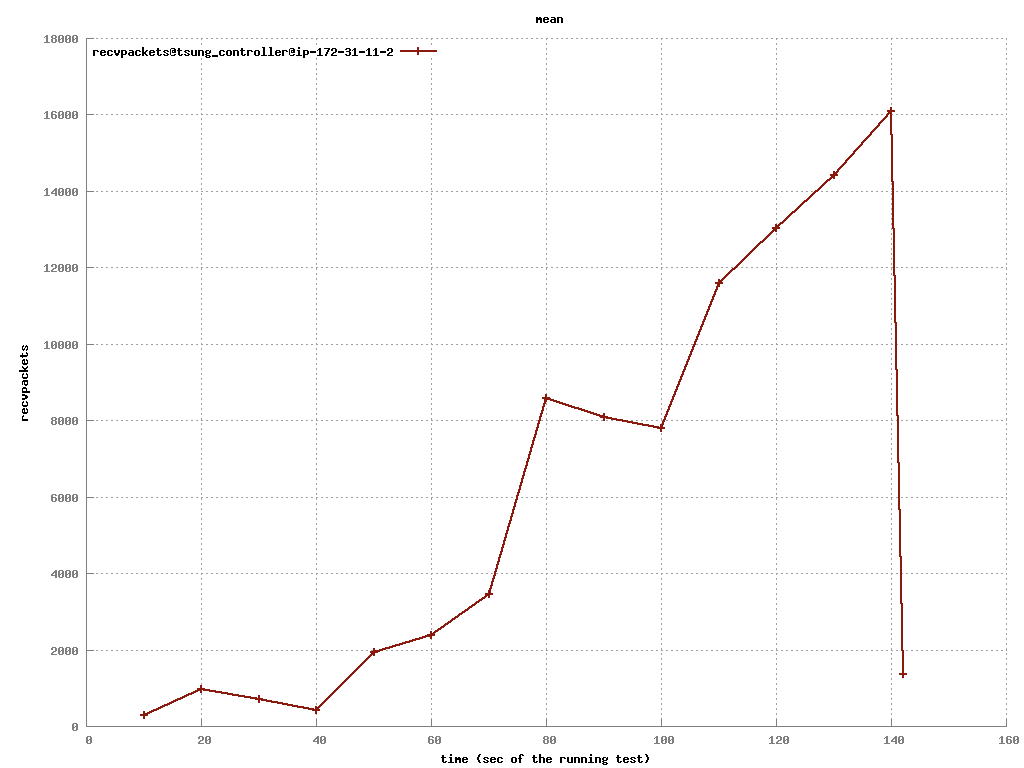 mean
18000
recvpackets@tsung_controller@ip-172-31-11-2
16000
14000
12000
10000
recvpackets
8000
6000
4000
2000
0
0 20 40 60 80 100 120 140 160
time (sec of the running test)